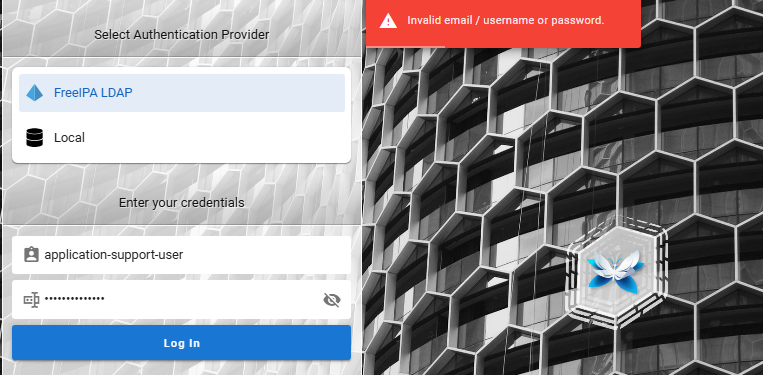 Select Authentication Provider
FreeIPA LDAP
Local
Enter your credentials
application-support-user
••••••••••••••
Log In
Invalid email / username or password.